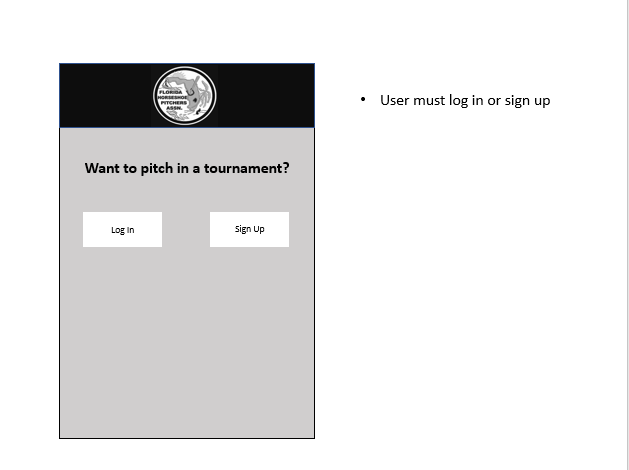 FLORIDA
HORSESHOE
PITCHERS
ASSN.
Want to pitch in a tournament?
Log In
Sign Up
• User must log in or sign up